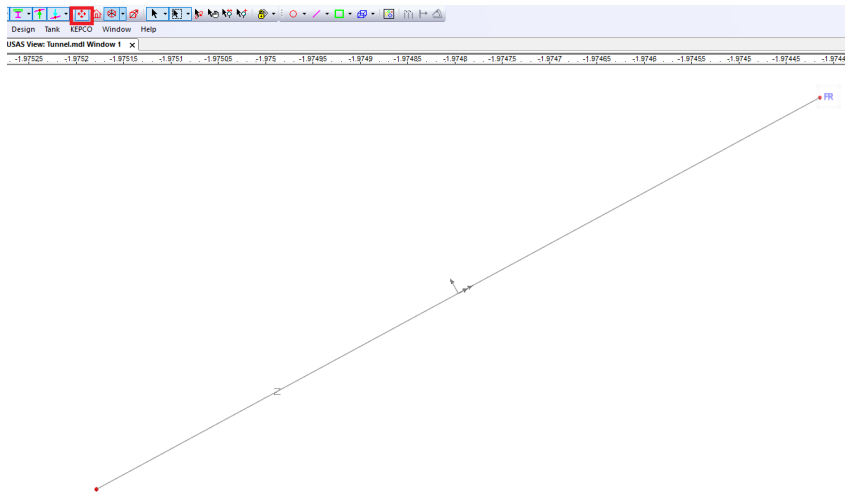 Design Tank KEPCO Window Help
USAS View: Tunnel.mdl Window 1 x
-1.97525 -1.9752 -1.97515 -1.9751 -1.97505 -1.975 -1.97495 -1.9749 -1.97485 -1.9748 -1.97475 -1.9747 -1.97465 -1.9746 -1.97455 -1.9745 -1.97445 -1.9744
FR